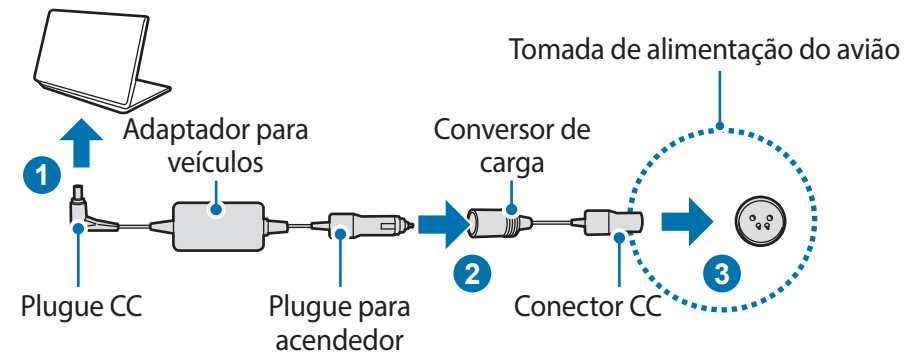 Tomada de alimentação do avião
Adaptador para
veículos
Conversor de
carga
1
2
3
Plugue CC
Plugue para
acendedor
Conector CC